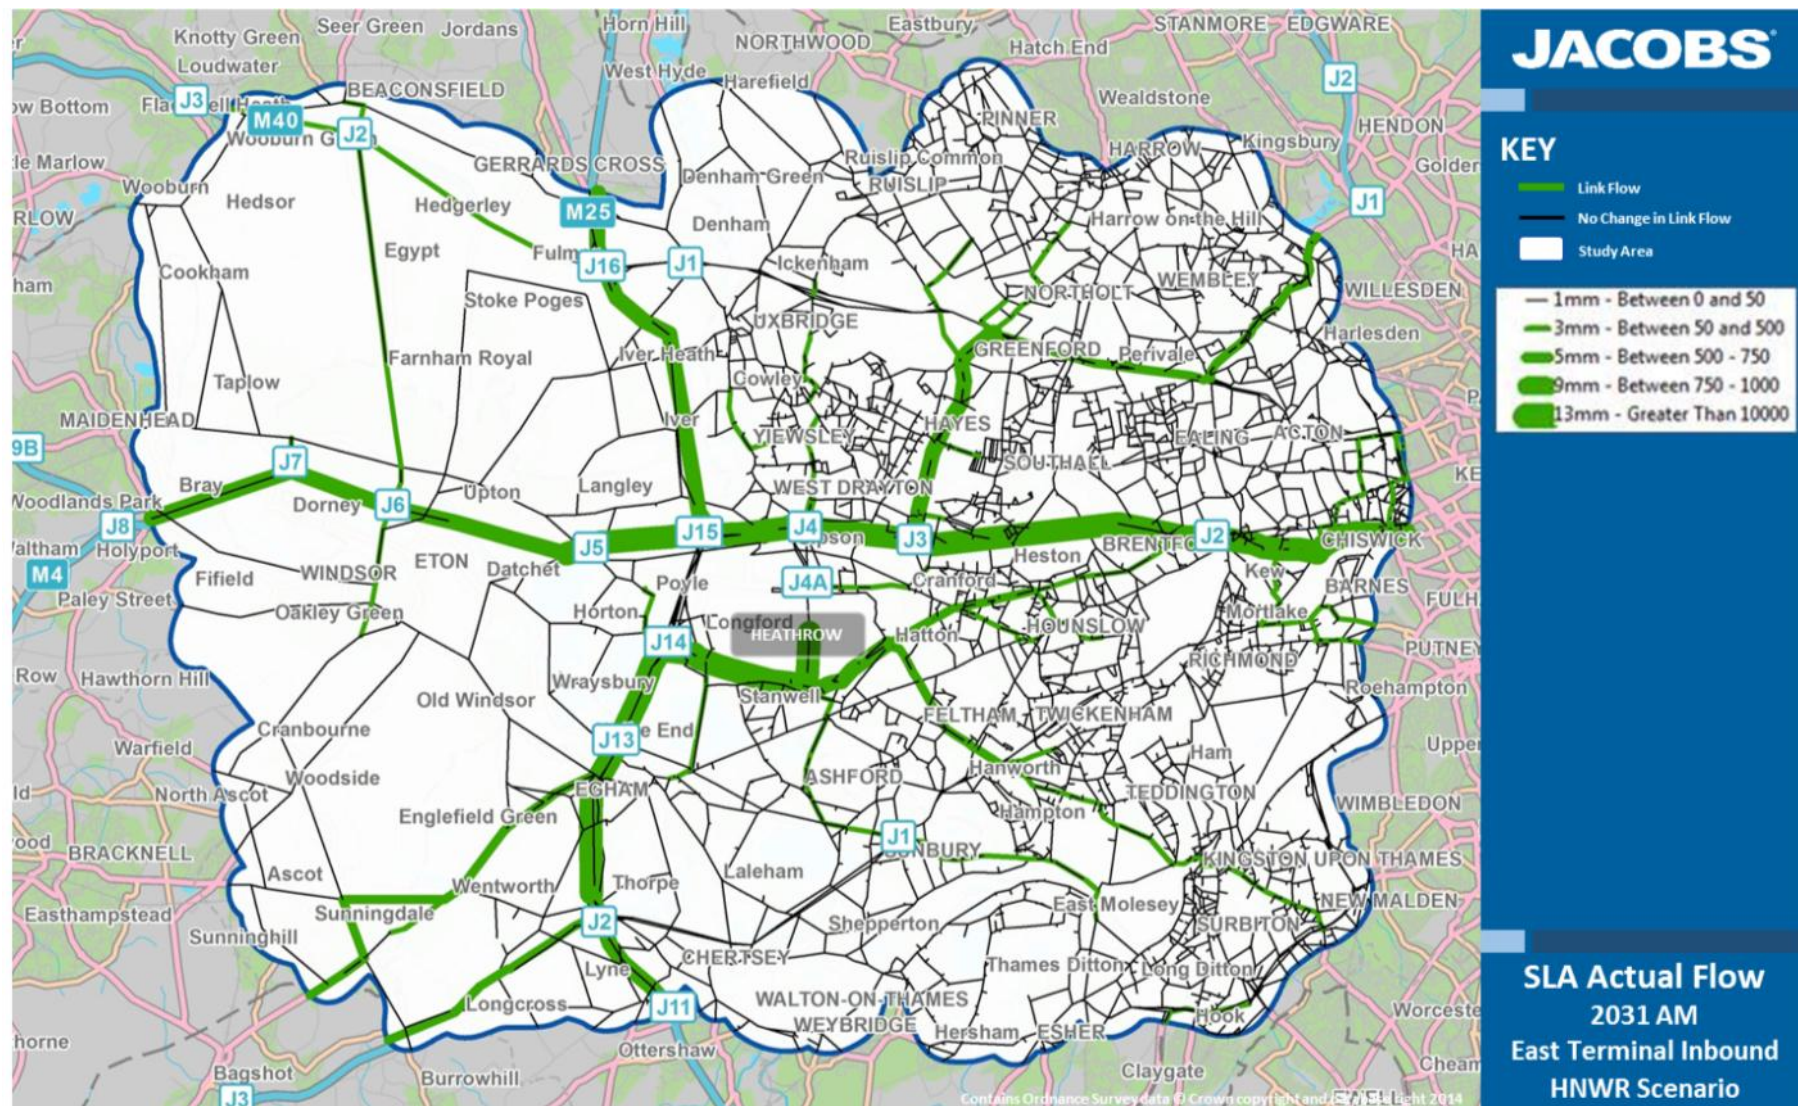 Seer Green
Jordans
Horn Hill
Eastbury
STANMORE
EDGWARE
Knotty Green
NORTHWOOD
Hatch End
JACOBS
Loudwater
West Hyde
Harefield
J2
J3
BEACONSFIELD
Wealdstone
M40
J2
PINNER
HENDON
HARROW
Kingsbury
KEY
GERRARDS CROSS
Ruislip Common
Denham Green
RUISLIP
Wooburn
Link Flow
Hedsor
Hedgerley
M25
Denham
Harrow on the Hill
J1
No Change in Link Flow
Egypt
Study Area
J16
J1
Ickenham
Cookham
WEMBLEY
NORTHOLT
WILLESDEN
Stoke Poges
1mm - Between 0 and 50
UXBRIDGE
3mm - Between 50 and 500
Harlesden
Farnham Royal
Iver Heath
GREENFORD
Perivale
5mm - Between 500 - 750
Taplow
Cowley
9mm - Between 750 - 1000
13mm - Greater Than 10000
MAIDENHEAD
Iver
YIEWSLEY
HAYES
EALING
ACTON
9B
J7
SOUTHALL
Bray
Upton
Langley
WEST DRAYTON
Woodlands Park
Dorney
J6
J8
J5
J15
J4
J3
J2
CHISWICK
Holyport
Heston
ETON
Datchet
Poyle
J4A
Cranford
Kew
BARNES
M4
Fifield
WINDSOR
Paley Street
Oakley Green
Horton
Longford
HEATHROW
Hatton
HOUNSLOW
Mortlake
J14
PUTNEY
Row
Hawthorn Hill
Wraysbury
Stanwell
RICHMOND
Roehampton
Old Windsor
FELTHAM
TWICKENHAM
Cranbourne
J13
Warfield
Ham
Woodside
ASHFORD
Hanworth
North Ascot
EGHAM
TEDDINGTON
WIMBLEDON
Englefield Green
Hampton
J1
SUNBURY
BRACKNELL
KINGSTON UPON THAMES
Ascot
Wentworth
Thorpe
Laleham
Easthampstead
Sunningdale
East Molesey
NEW MALDEN
J2
Shepperton
SURBITON
Sunninghill
CHERTSEY
Lyne
Thames Ditton
Long Ditton
SLA Actual Flow
Longcross
J11
WALTON-ON-THAMES
2031 AM
WEYBRIDGE
Hersham
ESHER
Hook
East Terminal Inbound
Ottershaw
Bagshot
Burrowhill
Claygate
HNWR Scenario
J3